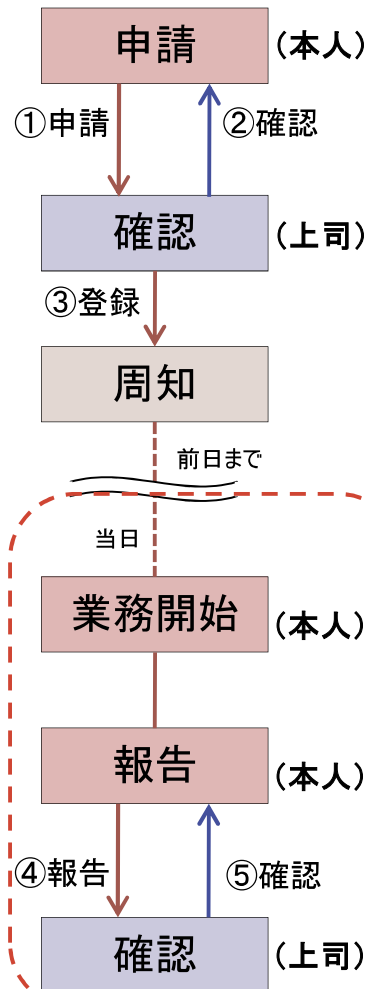 申請 (本人)
①申請 ②確認
確認 (上司)
③登録
周知
前日まで
当日
業務開始 (本人)
報告 (本人)
④報告 ⑤確認
確認 (上司)